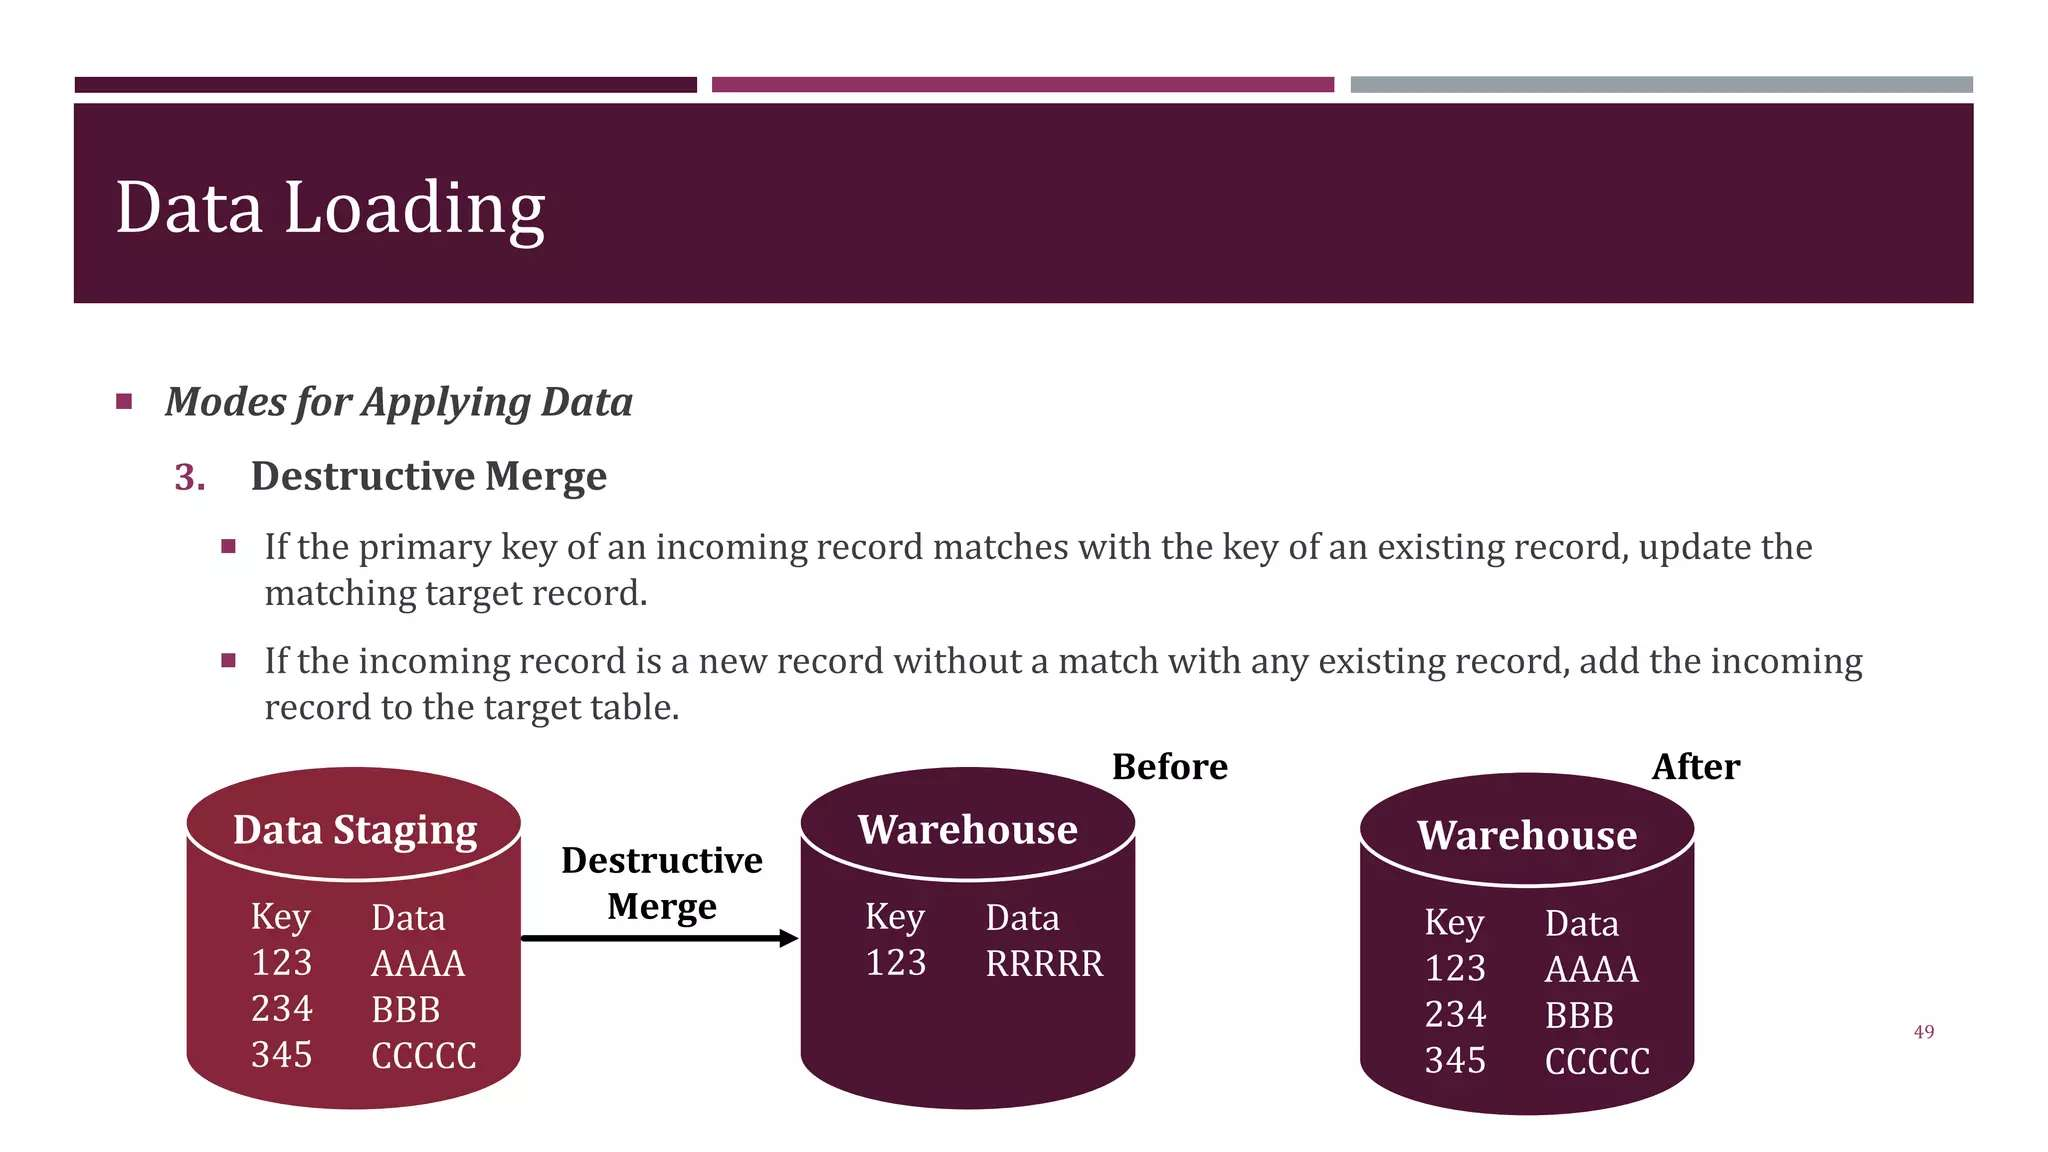 Data Loading
Modes for Applying Data
3. Destructive Merge
If the primary key of an incoming record matches with the key of an existing record, update the
matching target record.
If the incoming record is a new record without a match with any existing record, add the incoming
record to the target table.
Data Staging
Key Data
123 AAAA
234 BBB
345 CCCCC
Destructive
Merge
Before
Warehouse
Key Data
123 RRRRR
After
Warehouse
Key Data
123 AAAA
234 BBB
345 CCCCC
49